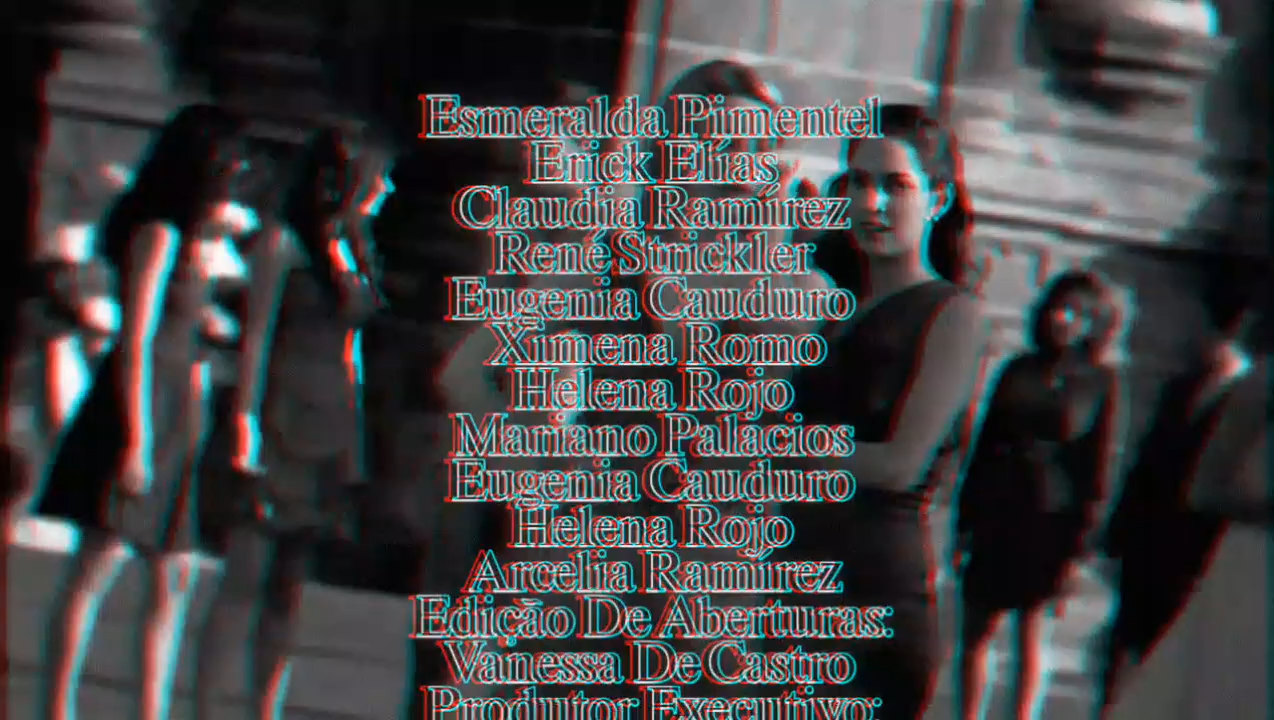 Esmeralda Pimentel
Erick Elías
Claudia Ramírez
René Strickler
Eugenia Cauduro
Ximena Romo
Helena Rojo
Mariano Palacios
Eugenia Cauduro
Helena Rojo
Arcelia Ramírez
Edição De Aberturas:
Vanessa De Castro
Produtor Executivo: